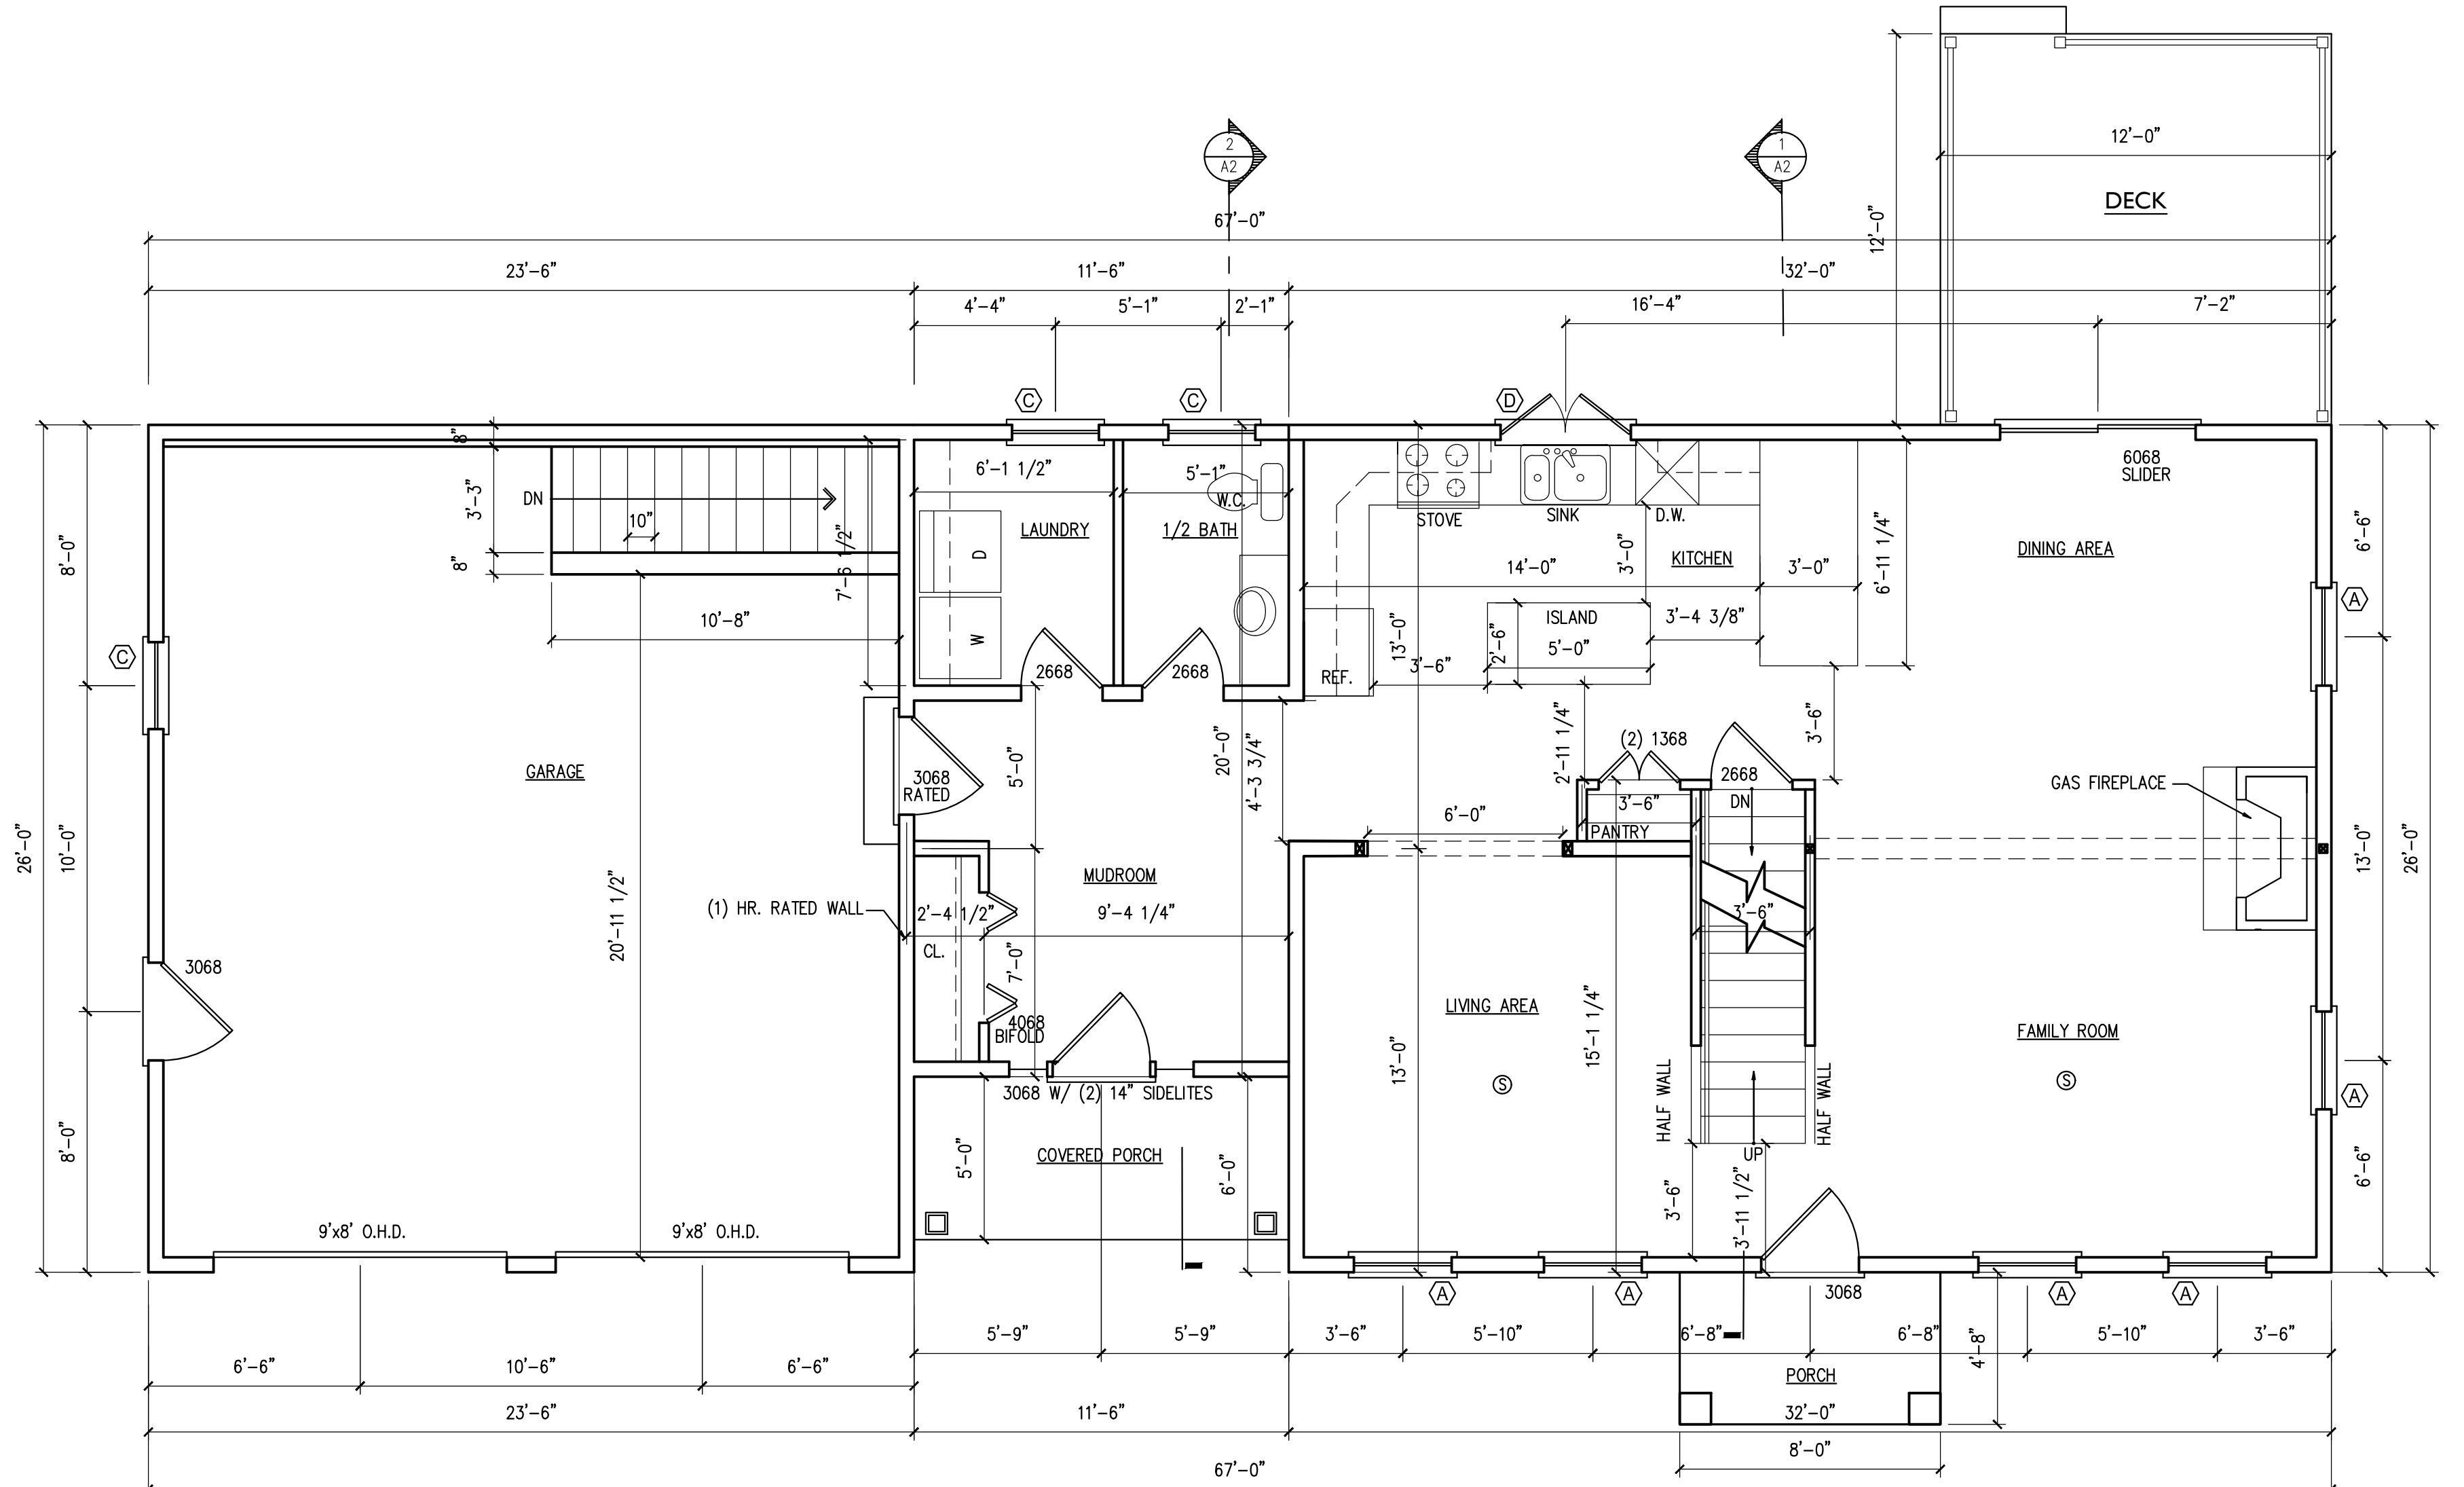 2
A2
1
A2
12'-0"
DECK
12'-0"
67'-0"
23'-6"
11'-6"
32'-0"
4'-4"
5'-1"
2'-1"
16'-4"
7'-2"
C
C
D
8"
6'-1 1/2"
5'-1"
W.C.
6068
SLIDER
DN
3'-3"
10"
LAUNDRY
1/2 BATH
STOVE
SINK
D.W.
6'-6"
8'-0"
8"
7'-6 1/2"
D
14'-0"
3'-0"
KITCHEN
3'-0"
6'-11 1/4"
DINING AREA
A
10'-8"
W
ISLAND
5'-0"
3'-4 3/8"
13'-0"
2'-6"
3'-6"
C
2668
2668
REF.
GARAGE
3068
RATED
5'-0"
20'-0"
4'-3 3/4"
2'-11 1/4"
(2) 1368
3'-6"
2668
DN
3'-6"
PANTRY
GAS FIREPLACE
6'-0"
26'-0"
10'-0"
13'-0"
26'-0"
MUDROOM
(1) HR. RATED WALL
2'-4 1/2"
9'-4 1/4"
3'-6"
20'-11 1/2"
CL.
7'-0"
3068
4068
BIFOLD
LIVING AREA
15'-1 1/4"
13'-0"
FAMILY ROOM
S
S
A
3068 W/ (2) 14" SIDELITES
HALF WALL
HALF WALL
8'-0"
5'-0"
COVERED PORCH
6'-0"
UP
3'-6"
3'-11 1/2"
6'-6"
9'x8' O.H.D.
9'x8' O.H.D.
A
A
3068
A
A
5'-9"
5'-9"
3'-6"
5'-10"
6'-8"
6'-8"
4'-8"
5'-10"
3'-6"
6'-6"
10'-6"
6'-6"
PORCH
23'-6"
11'-6"
32'-0"
8'-0"
67'-0"